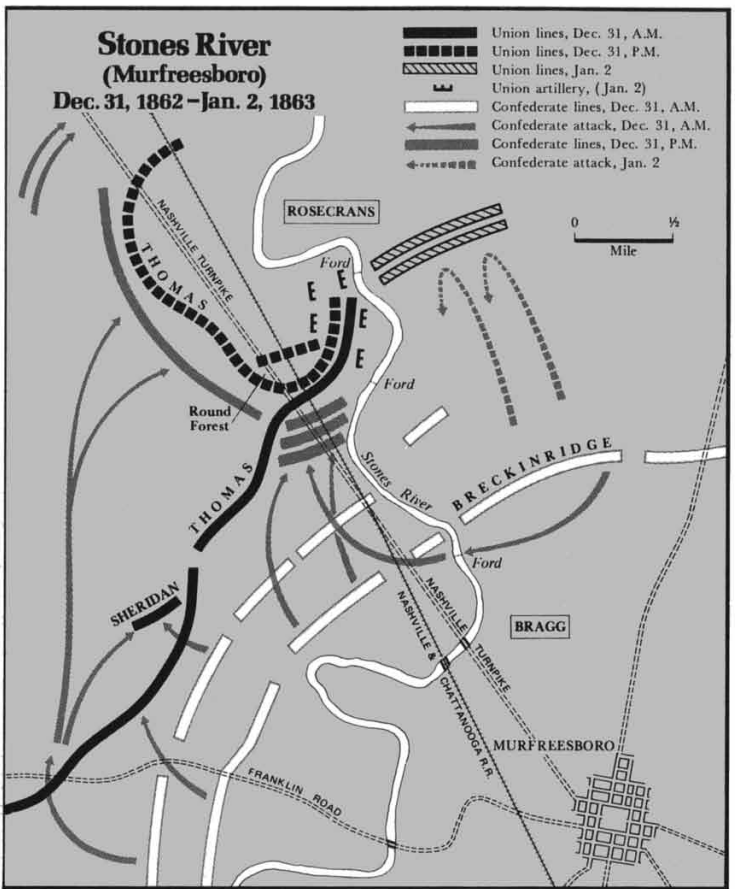 Stones River
(Murfreesboro)
Dec. 31, 1862–Jan. 2, 1863
Union lines, Dec. 31, A.M.
Union lines, Dec. 31, P.M.
Union lines, Jan. 2
Union artillery, (Jan. 2)
Confederate lines, Dec. 31, A.M.
Confederate attack, Dec. 31, A.M.
Confederate lines, Dec. 31, P.M.
Confederate attack, Jan. 2
0 ½
Mile
ROSECRANS
NASHVILLE TURNPIKE
THOMAS
Ford
E
E
E
E
E
Ford
Round
Forest
THOMAS
Stones River
BRECKINRIDGE
Ford
SHERIDAN
BRAGG
NASHVILLE TURNPIKE
NASHVILLE & CHATTANOOGA R.R.
MURFREESBORO
FRANKLIN ROAD